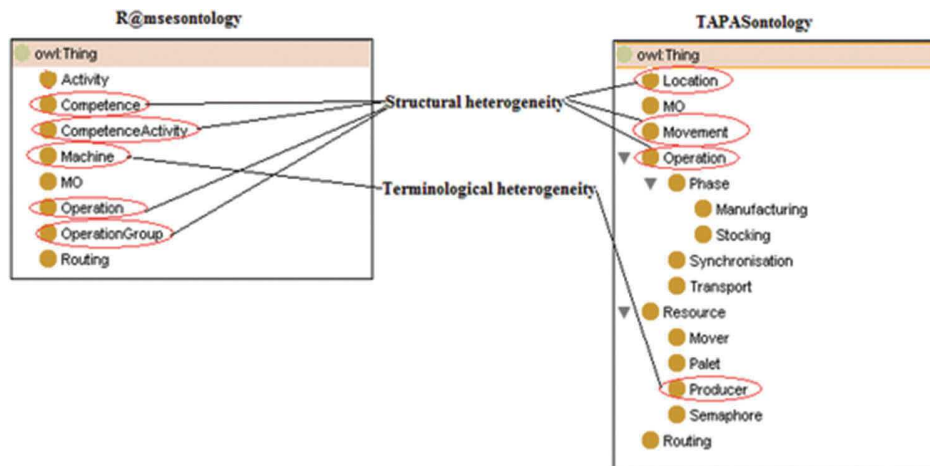 R@msesontology
owl:Thing
Activity
Competence
CompetenceActivity
Machine
MO
Operation
OperationGroup
Routing
Structural heterogeneity
Terminological heterogeneity
TAPASontology
owl:Thing
Location
MO
Movement
Operation
Phase
Manufacturing
Stocking
Synchronisation
Transport
Resource
Mover
Palet
Producer
Semaphore
Routing